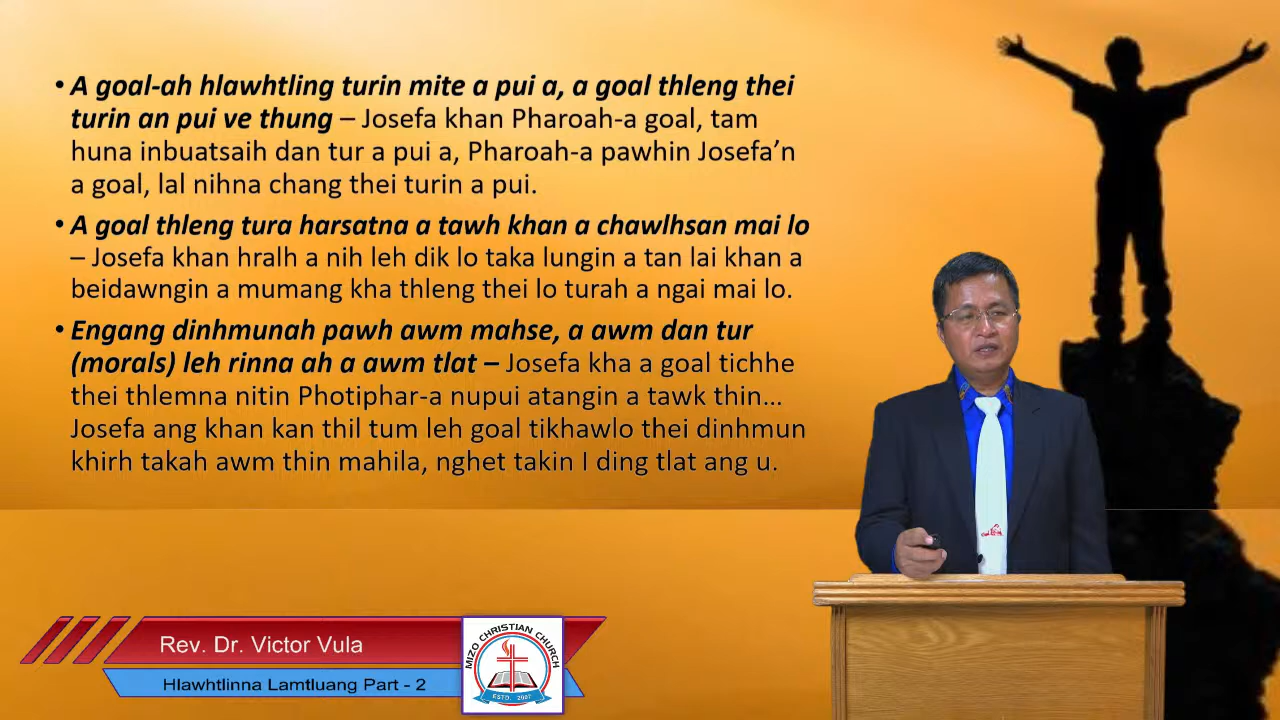 • A goal-ah hlawhtling turin mite a pui a, a goal thleng thei
turin an pui ve thung – Josefa khan Pharoah-a goal, tam
huna inbuatsaih dan tur a pui a, Pharoah-a pawhin Josefa’n
a goal, lal nihna chang thei turin a pui.
• A goal thleng tura harsatna a tawh khan a chawlhsan mai lo
– Josefa khan hralh a nih leh dik lo taka lungin a tan lai khan a
beidawngin a mumang kha thleng thei lo turah a ngai mai lo.
• Engang dinhmunah pawh awm mahse, a awm dan tur
(morals) leh rinna ah a awm tlat – Josefa kha a goal tichhe
thei thlemna nitin Photiphar-a nupui atangin a tawk thin...
Josefa ang khan kan thil tum leh goal tikhawlo thei dinhmun
khirh takah awm thin mahila, nghet takin I ding tlat ang u.
Rev. Dr. Victor Vula
Hlawhtlinna Lamtluang Part - 2
MIZO CHRISTIAN CHURCH
ESTD. 2007